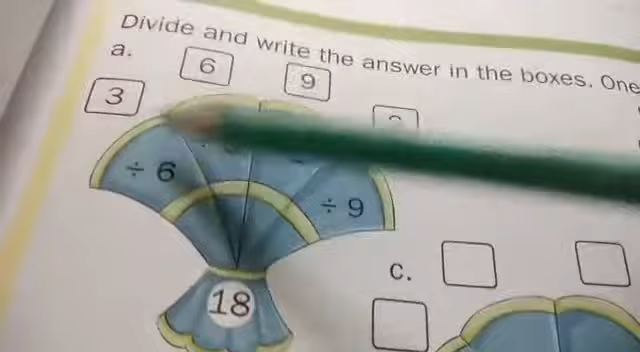 Divide and write the answer in the boxes. One
a.
6
9
3
÷ 6
÷ 9
18
c.